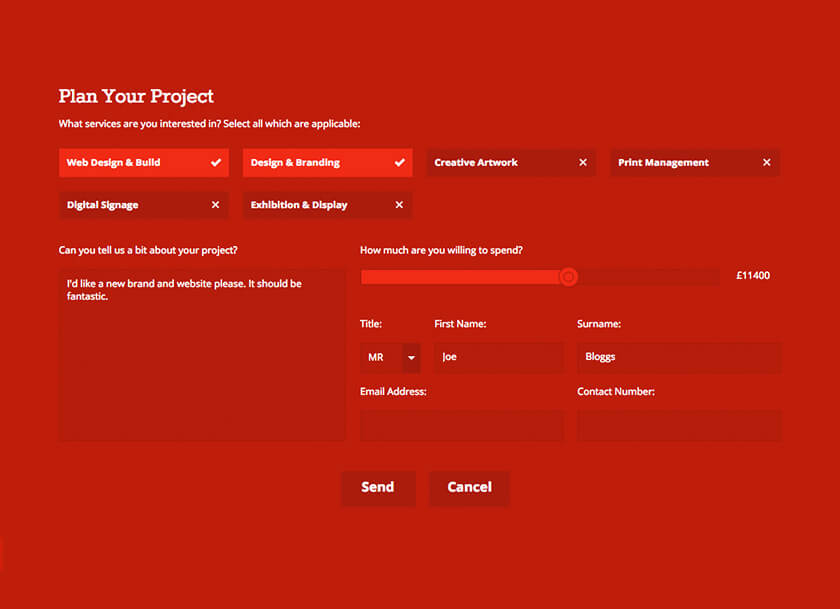 Plan Your Project
What services are you interested in? Select all which are applicable:
Web Design & Build
Design & Branding
Creative Artwork
Print Management
Digital Signage
Exhibition & Display
Can you tell us a bit about your project?
I'd like a new brand and website please. It should be
fantastic.
How much are you willing to spend?
£11400
Title:
First Name:
Surname:
MR
Joe
Bloggs
Email Address:
Contact Number:
Send
Cancel